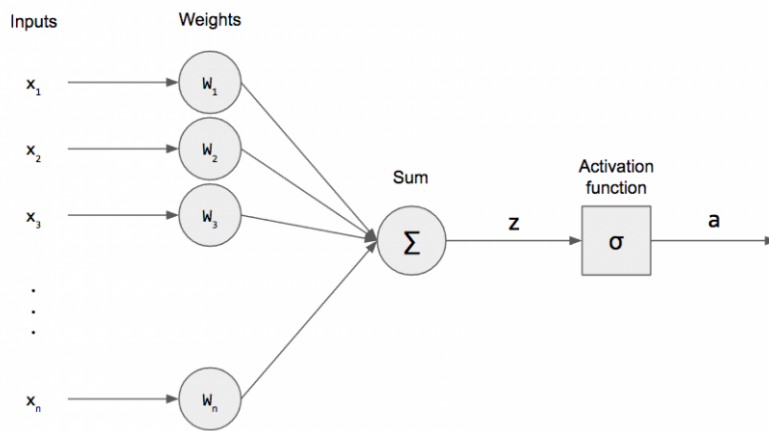 Inputs
Weights
x₁
W₁
x₂
W₂
x₃
W₃
Sum
Activation
function
Σ
z
σ
a
.
.
.
xₙ
Wₙ